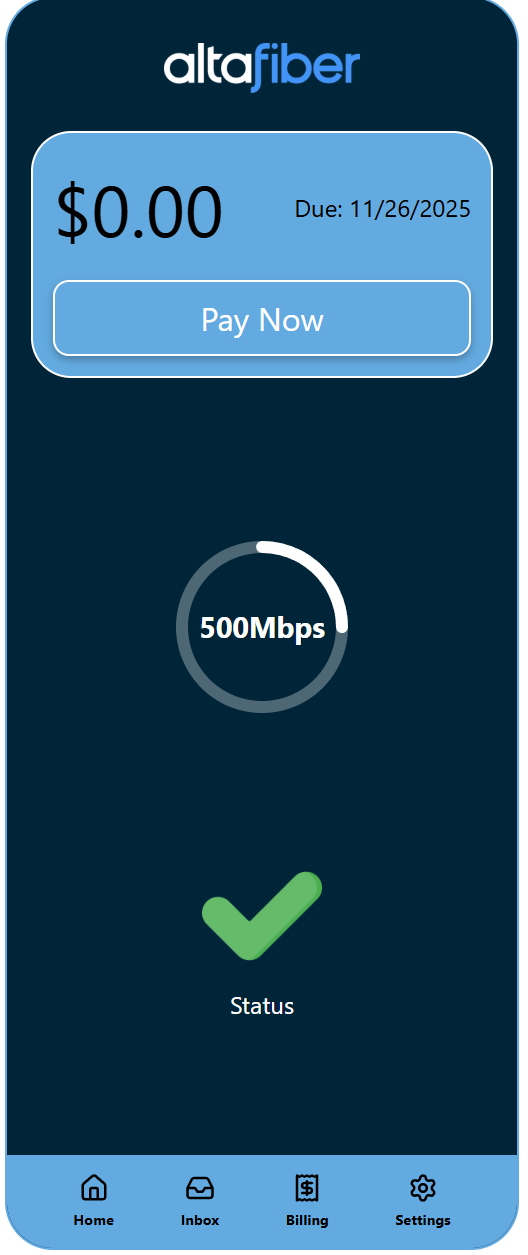 altafiber
$0.00
Due: 11/26/2025
Pay Now
500Mbps
Status
Home Inbox Billing Settings